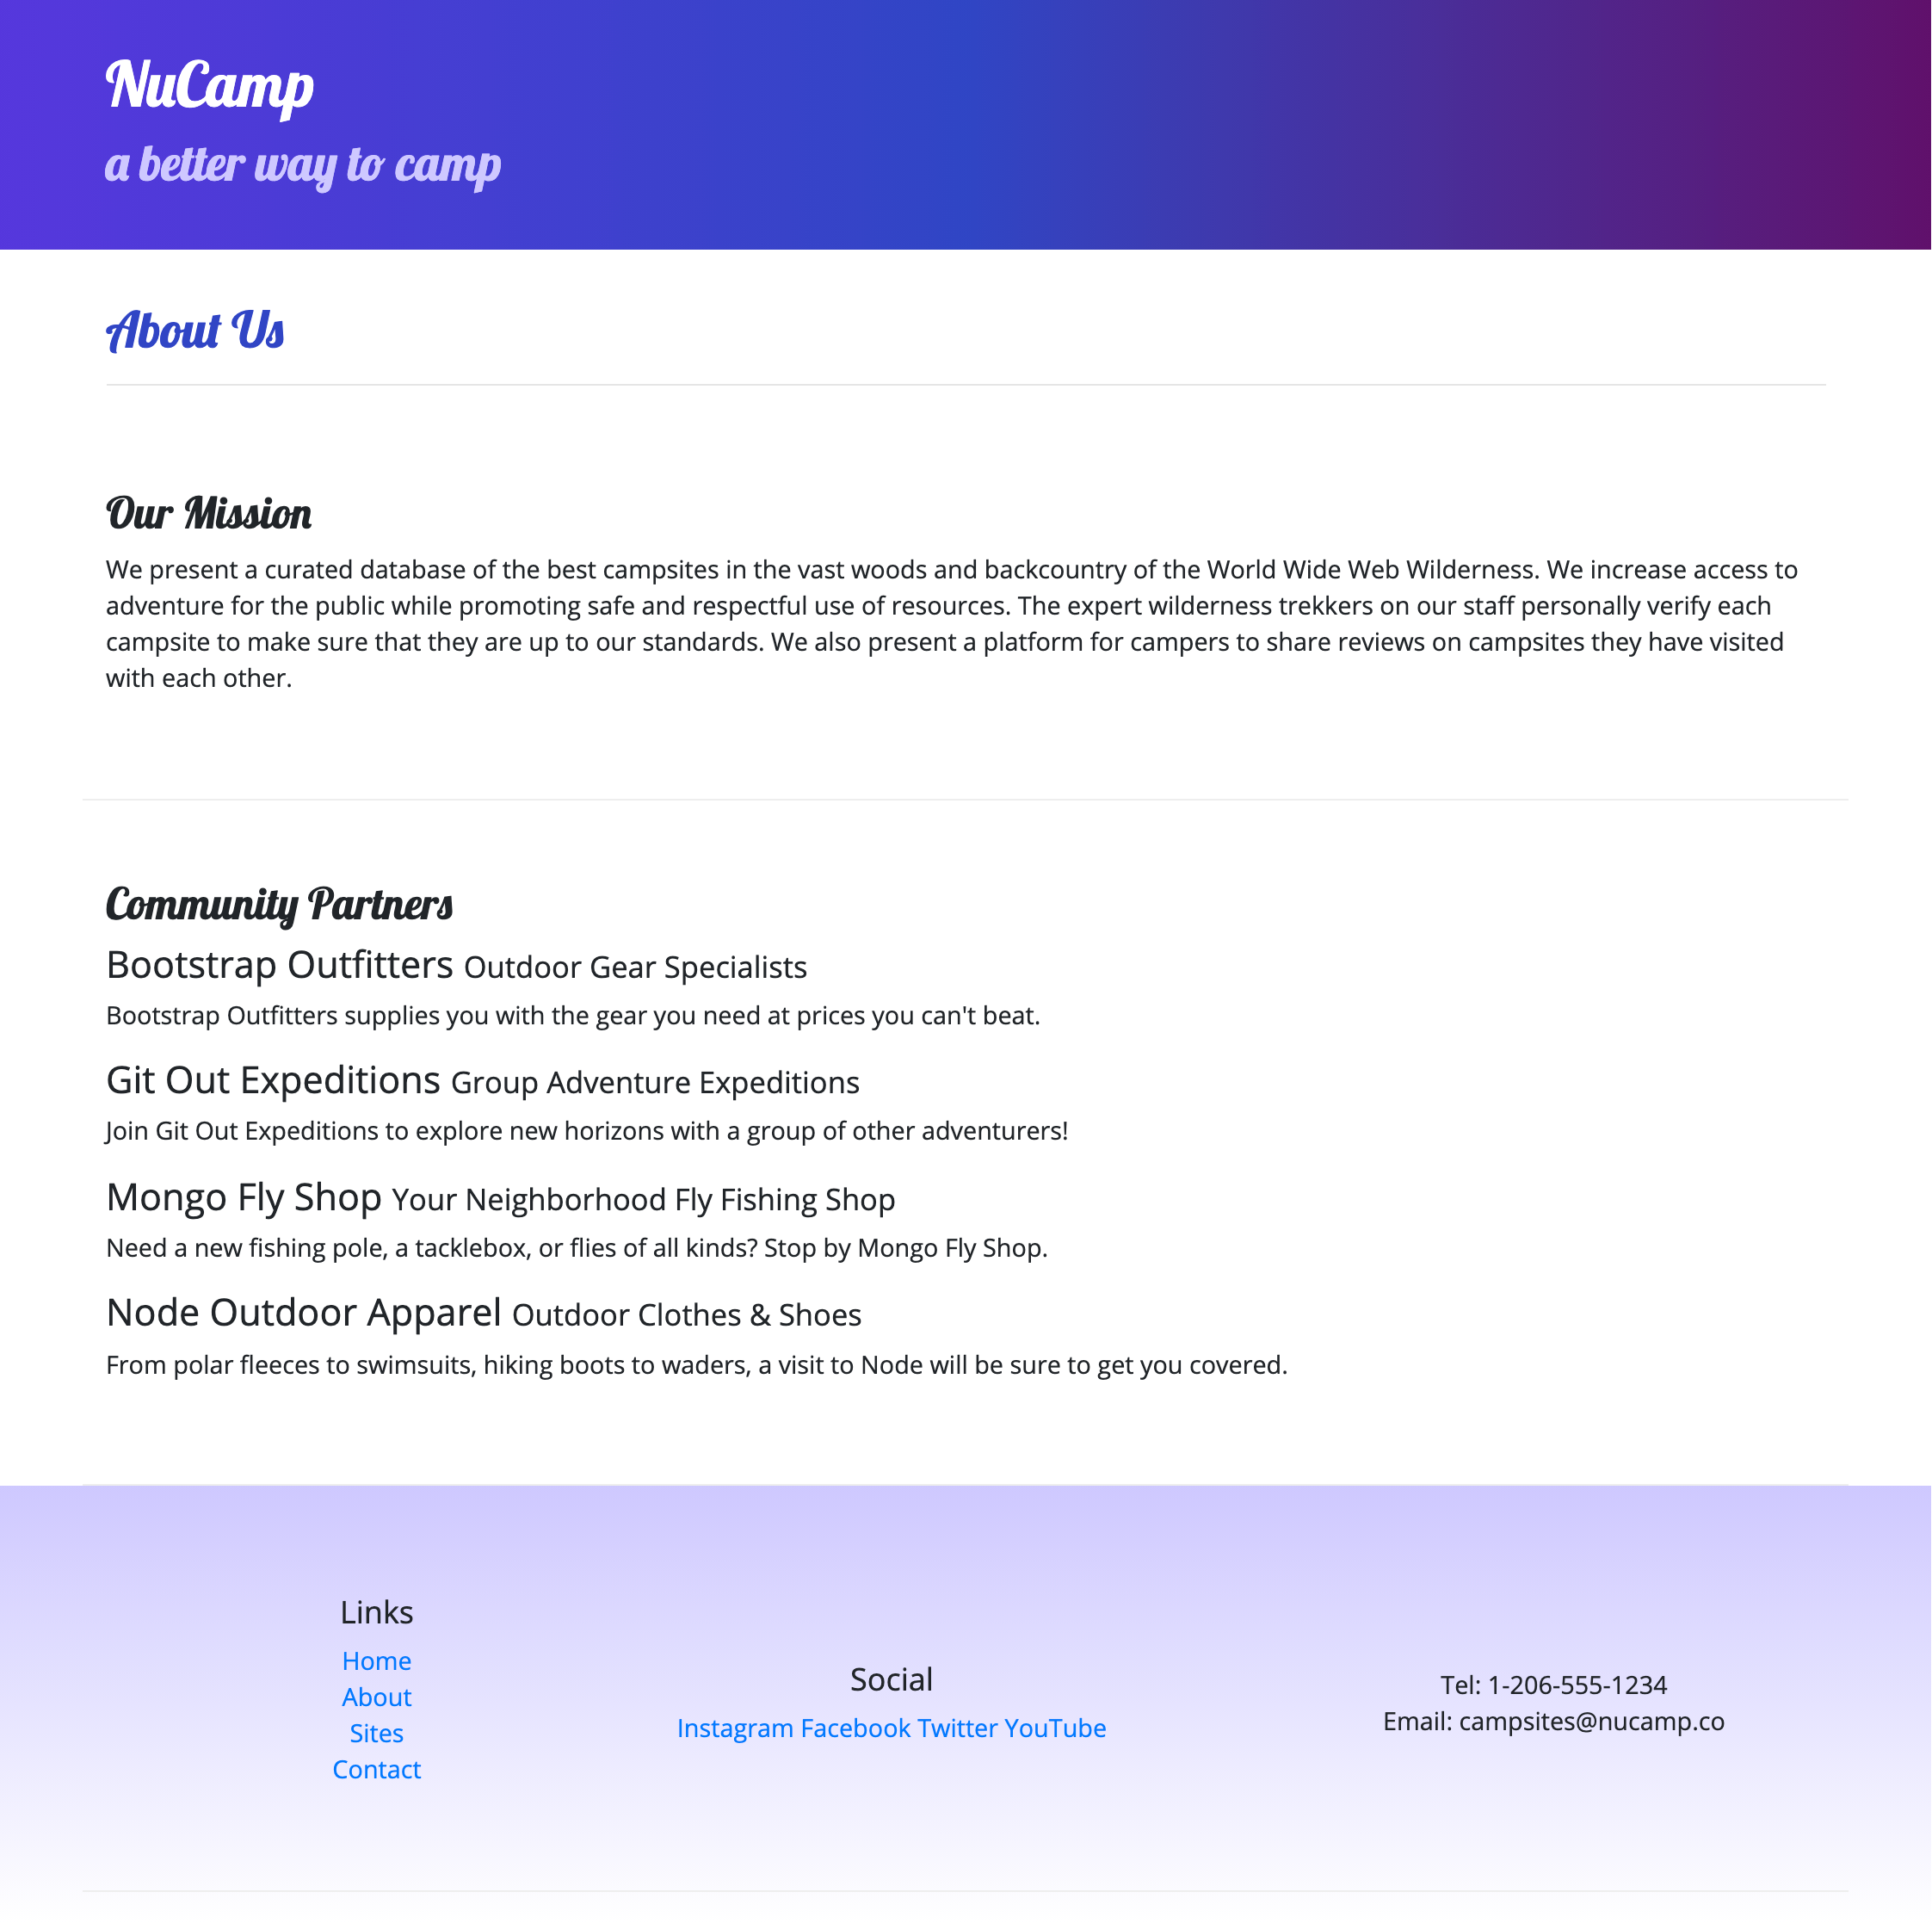 NuCamp
a better way to camp
About Us
Our Mission
We present a curated database of the best campsites in the vast woods and backcountry of the World Wide Web Wilderness. We increase access to
adventure for the public while promoting safe and respectful use of resources. The expert wilderness trekkers on our staff personally verify each
campsite to make sure that they are up to our standards. We also present a platform for campers to share reviews on campsites they have visited
with each other.
Community Partners
Bootstrap Outfitters Outdoor Gear Specialists
Bootstrap Outfitters supplies you with the gear you need at prices you can't beat.
Git Out Expeditions Group Adventure Expeditions
Join Git Out Expeditions to explore new horizons with a group of other adventurers!
Mongo Fly Shop Your Neighborhood Fly Fishing Shop
Need a new fishing pole, a tacklebox, or flies of all kinds? Stop by Mongo Fly Shop.
Node Outdoor Apparel Outdoor Clothes & Shoes
From polar fleeces to swimsuits, hiking boots to waders, a visit to Node will be sure to get you covered.
Links
Home
About
Sites
Contact
Social
Instagram Facebook Twitter YouTube
Tel: 1-206-555-1234
Email: campsites@nucamp.co